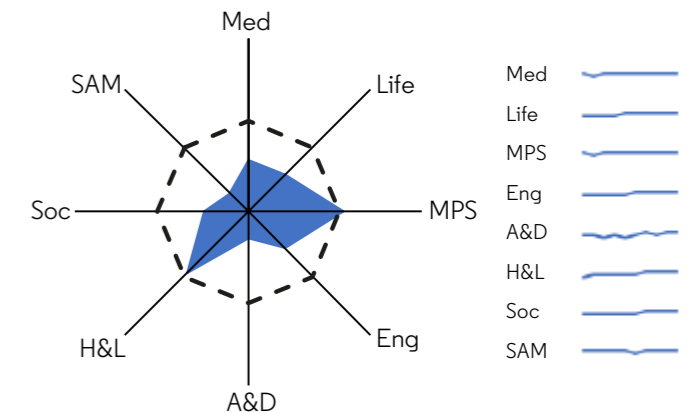 Med
SAM
Life
Soc
MPS
H&L
Eng
A&D
Med
Life
MPS
Eng
A&D
H&L
Soc
SAM